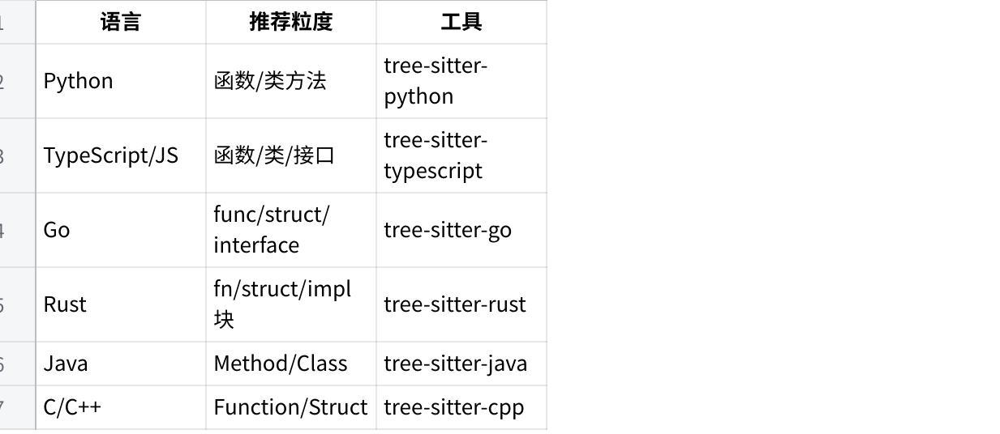 1 语言 推荐粒度 工具
2 Python 函数/类方法 tree-sitter-
python
3 TypeScript/JS 函数/类/接口 tree-sitter-
typescript
4 Go func/struct/
interface tree-sitter-go
5 Rust fn/struct/impl
块 tree-sitter-rust
6 Java Method/Class tree-sitter-java
7 C/C++ Function/Struct tree-sitter-cpp